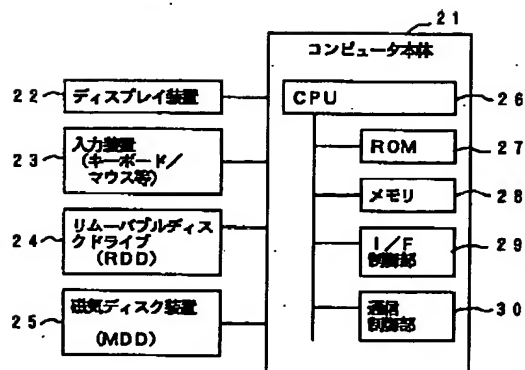 21
コンピュータ本体
22
ディスプレイ装置
CPU
26
23
入力装置
(キーボード/
マウス等)
ROM
27
メモリ
28
24
リムーバブルディス
クドライブ
(RDD)
I/F
制御部
29
25
磁気ディスク装置
(MDD)
通信
制御部
30